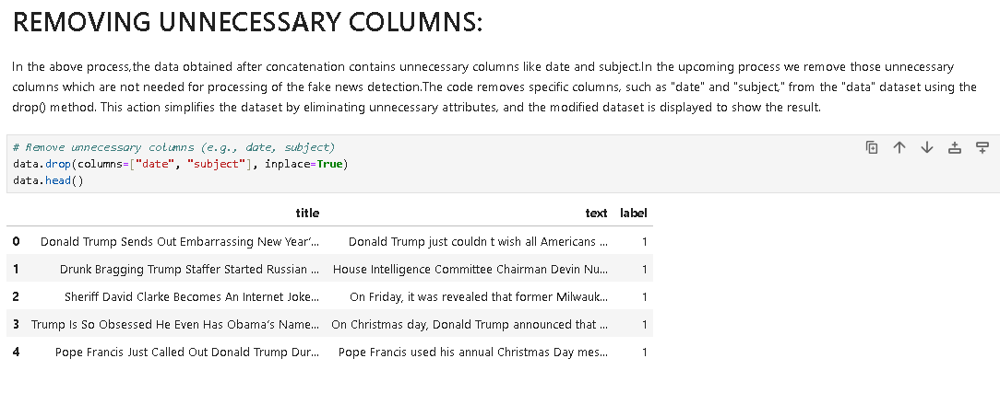 REMOVING UNNECESSARY COLUMNS:
In the above process,the data obtained after concatenation contains unnecessary columns like date and subject.In the upcoming process we remove those unnecessary
columns which are not needed for processing of the fake news detection.The code removes specific columns, such as "date" and "subject," from the "data" dataset using the
drop() method. This action simplifies the dataset by eliminating unnecessary attributes, and the modified dataset is displayed to show the result.
# Remove unnecessary columns (e.g., date, subject)
data.drop(columns=["date", "subject"], inplace=True)
data.head()
title text label
0 Donald Trump Sends Out Embarrassing New Year’... Donald Trump just couldn t wish all Americans ... 1
1 Drunk Bragging Trump Staffer Started Russian ... House Intelligence Committee Chairman Devin Nu... 1
2 Sheriff David Clarke Becomes An Internet Joke... On Friday, it was revealed that former Milwauk... 1
3 Trump Is So Obsessed He Even Has Obama’s Name... On Christmas day, Donald Trump announced that ... 1
4 Pope Francis Just Called Out Donald Trump Dur... Pope Francis used his annual Christmas Day mes... 1